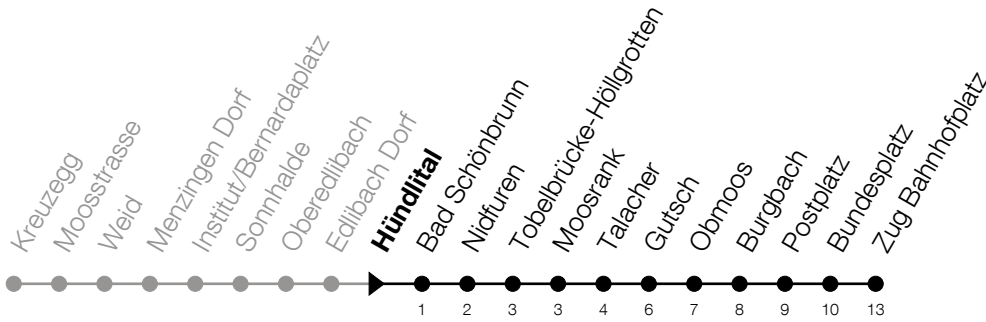 Kreuzegg
Moosstrasse
Weid
Menzingen Dorf
Institut/Bernardaplatz
Sonnhalde
Oberedlibach
Edlibach Dorf
Hündlital
Bad Schönbrunn
Nidfuren
Tobelbrücke-Höllgrotten
Moosrank
Talacher
Gutsch
Obmoos
Burgbach
Postplatz
Bundesplatz
Zug Bahnhofplatz
1 2 3 3 4 6 7 8 9 10 13